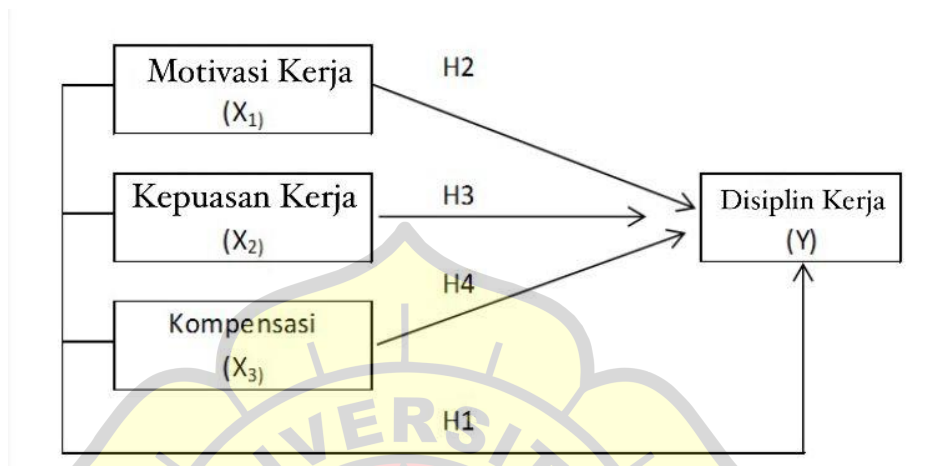 Motivasi Kerja
(X1)
H2
Kepuasan Kerja
(X2)
H3
Disiplin Kerja
(Y)
Kompensasi
(X3)
H4
H1